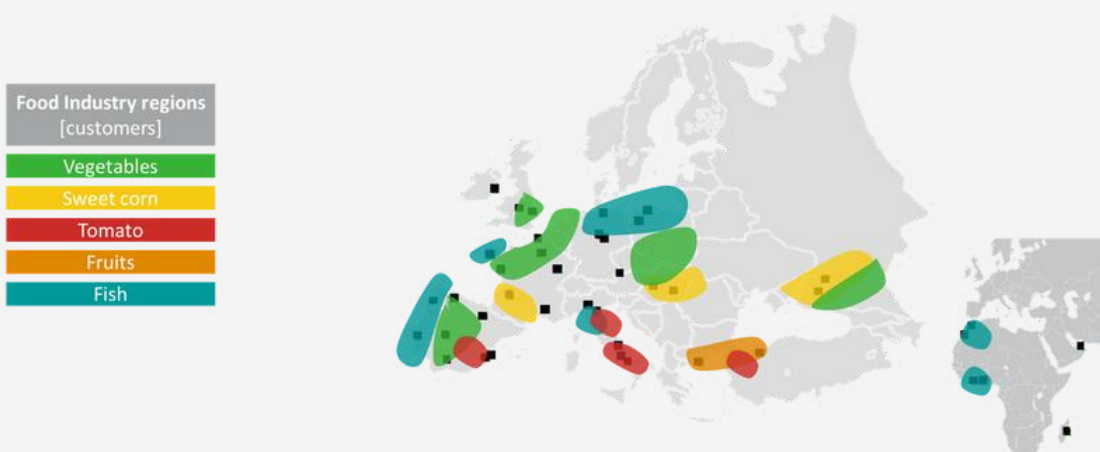 Food Industry regions
[customers]
Vegetables
Sweet corn
Tomato
Fruits
Fish